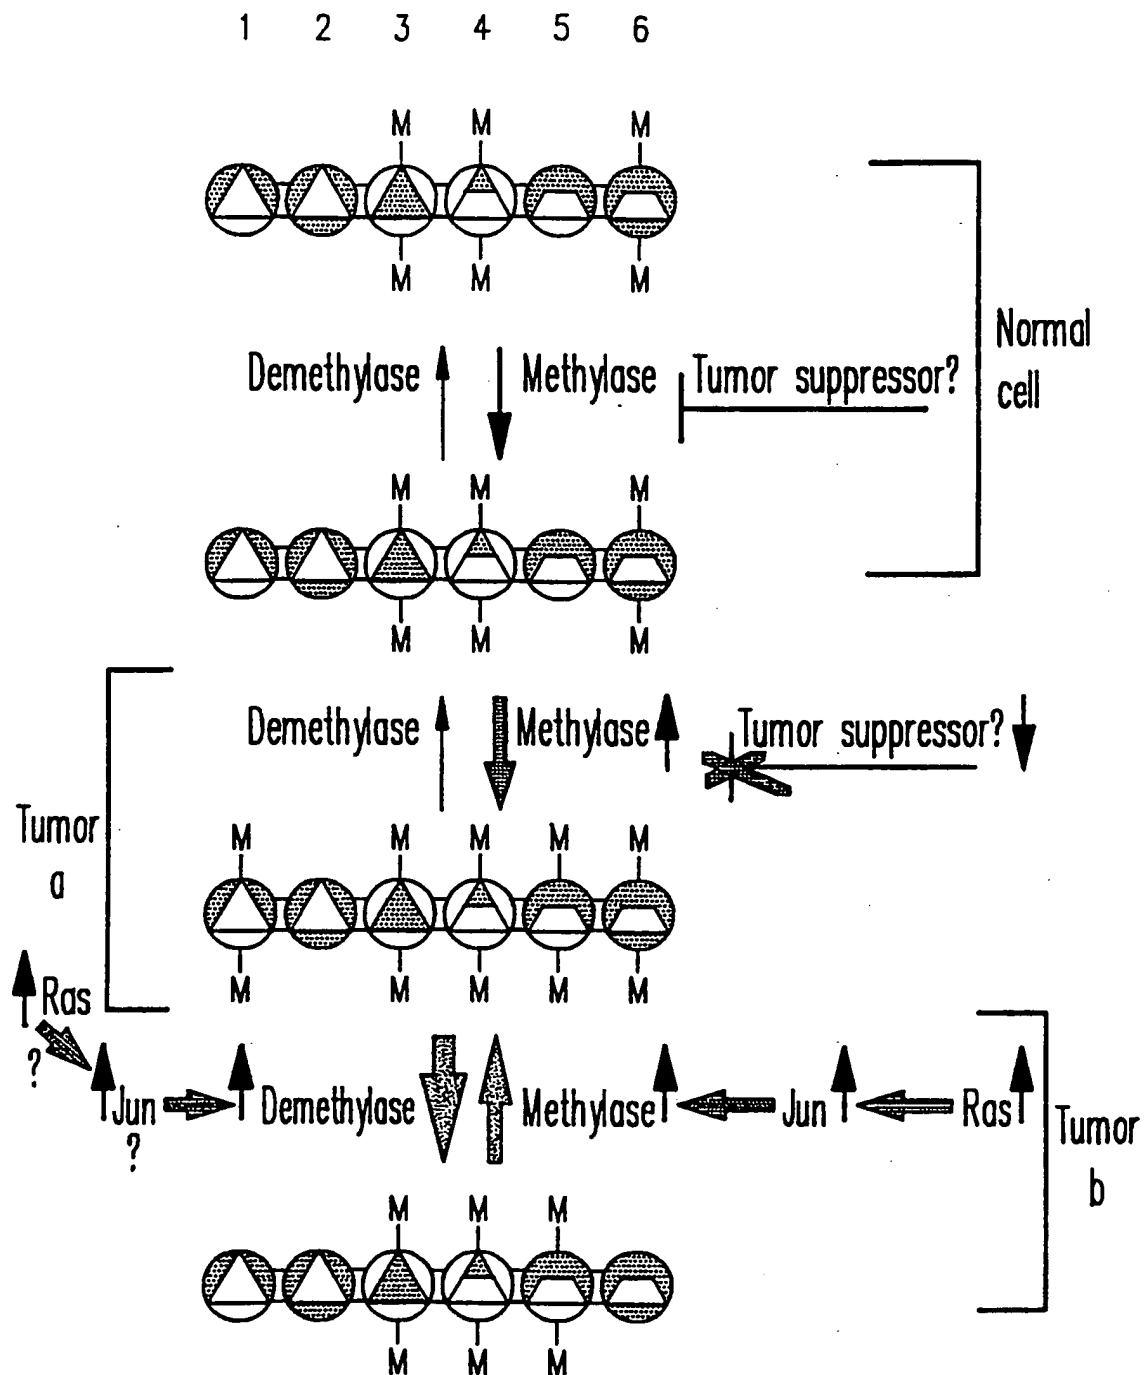 1 2 3 4 5 6
M M M
M M M
Demethylase Methylase Tumor suppressor?
Normal
cell
M M M
M M M
Demethylase Methylase Tumor suppressor?
Tumor
a
M M M M M
M M M M M
Ras
?
Jun
?
Demethylase Methylase Jun Ras
Tumor
b
M M M
M M M